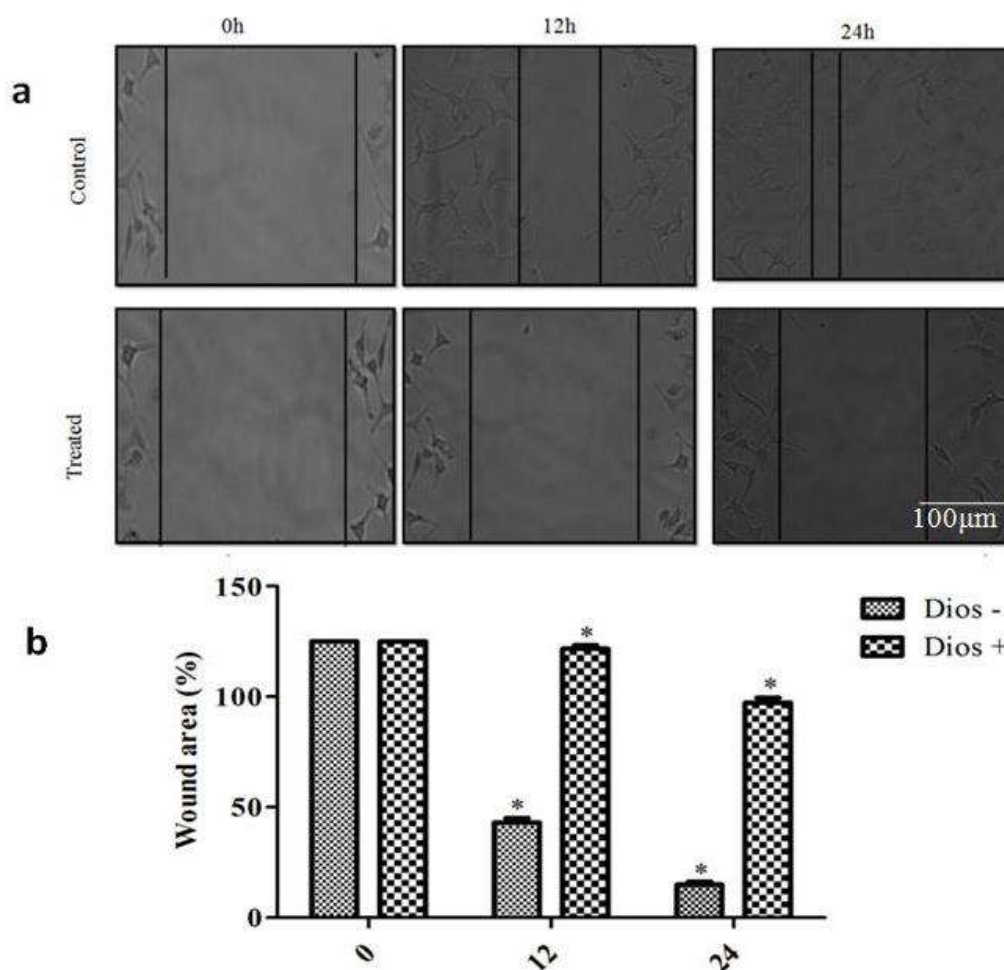 0h
12h
24h
a
Control
Treated
100μm
b
Wound area (%)
150
100
50
0
Dios -
Dios +
*
*
*
*
0
12
24